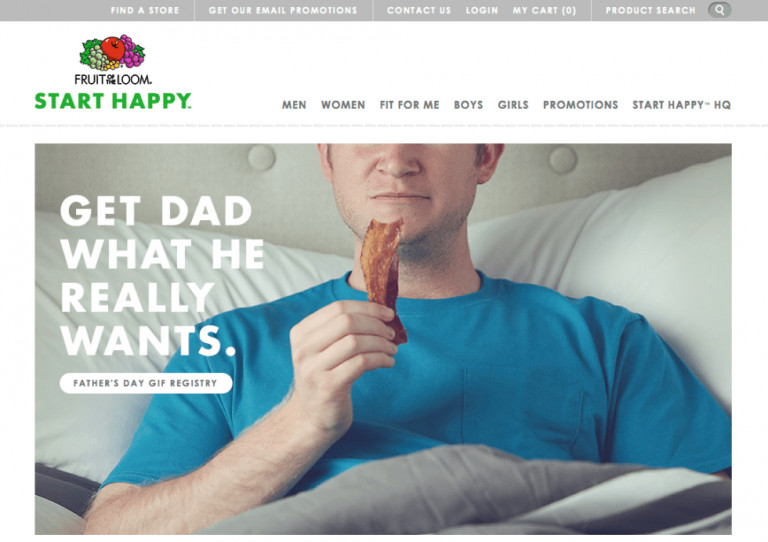 FIND A STORE GET OUR EMAIL PROMOTIONS CONTACT US LOGIN MY CART (0) PRODUCT SEARCH
FRUIT OF THE LOOM®
START HAPPY™
MEN WOMEN FIT FOR ME BOYS GIRLS PROMOTIONS START HAPPY™ HQ
GET DAD
WHAT HE
REALLY
WANTS.
FATHER'S DAY GIF REGISTRY